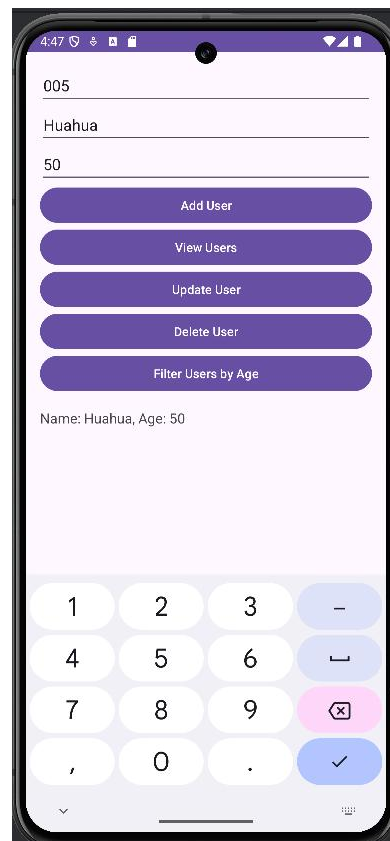 4:47
005
Huahua
50
Add User
View Users
Update User
Delete User
Filter Users by Age
Name: Huahua, Age: 50
1 2 3 –
4 5 6
7 8 9
, 0 .